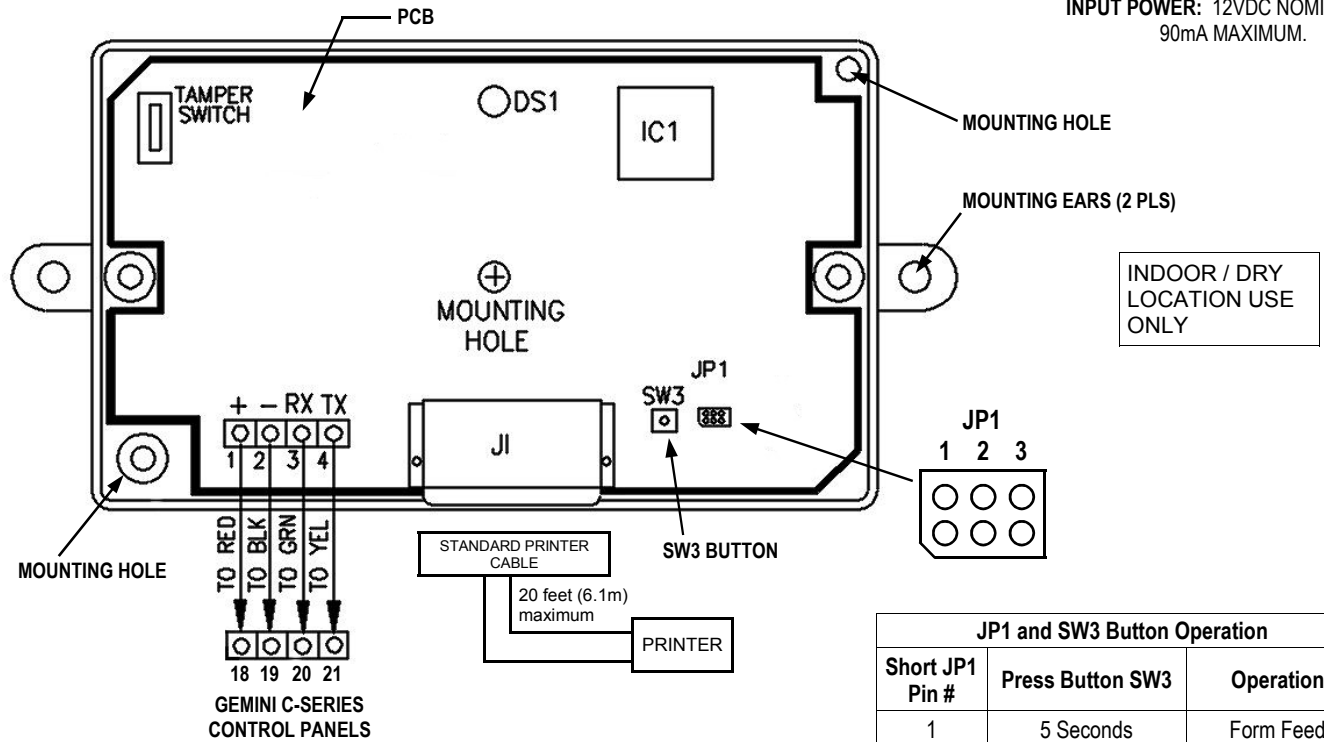 PCB
INPUT POWER: 12VDC
90mA MAXIMUM.
TAMPER
SWITCH
DS1
IC1
MOUNTING HOLE
MOUNTING EARS (2 PLS)
INDOOR / DRY
LOCATION USE
ONLY
MOUNTING
HOLE
JP1
SW3
+ − RX TX
1 2 3 4
J1
JP1
1 2 3
TO RED
TO BLK
TO GRN
TO YEL
MOUNTING HOLE
STANDARD PRINTER
CABLE
SW3 BUTTON
20 feet (6.1m)
maximum
PRINTER
18 19 20 21
GEMINI C-SERIES
CONTROL PANELS
JP1 and SW3 Button Operation
Short JP1
Pin #
Press Button SW3
Operation
1
5 Seconds
Form Feed